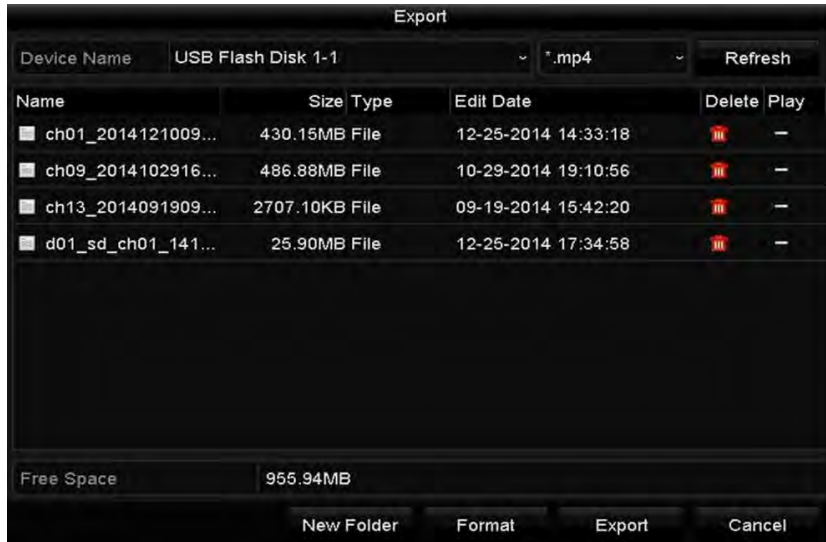 Export
Device Name USB Flash Disk 1-1 *.mp4 Refresh
Name Size Type Edit Date Delete Play
ch01_2014121009... 430.15MB File 12-25-2014 14:33:18
ch09_2014102916... 486.88MB File 10-29-2014 19:10:56
ch13_2014091909... 2707.10KB File 09-19-2014 15:42:20
d01_sd_ch01_141... 25.90MB File 12-25-2014 17:34:58
Free Space 955.94MB
New Folder Format Export Cancel